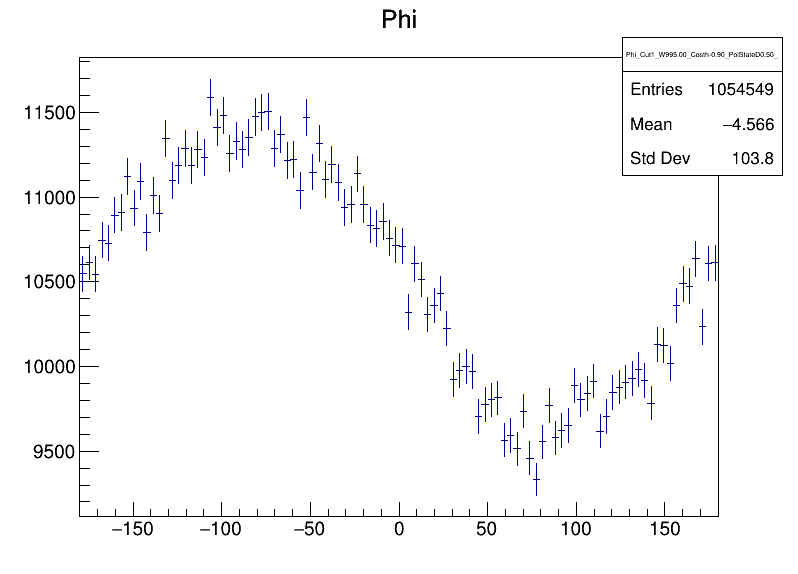 Phi
Phi_Cut1_W995.00_Costh-0.90_PolStateD0.50_
Entries 1054549
Mean −4.566
Std Dev 103.8
11500
11000
10500
10000
9500
−150 −100 −50 0 50 100 150